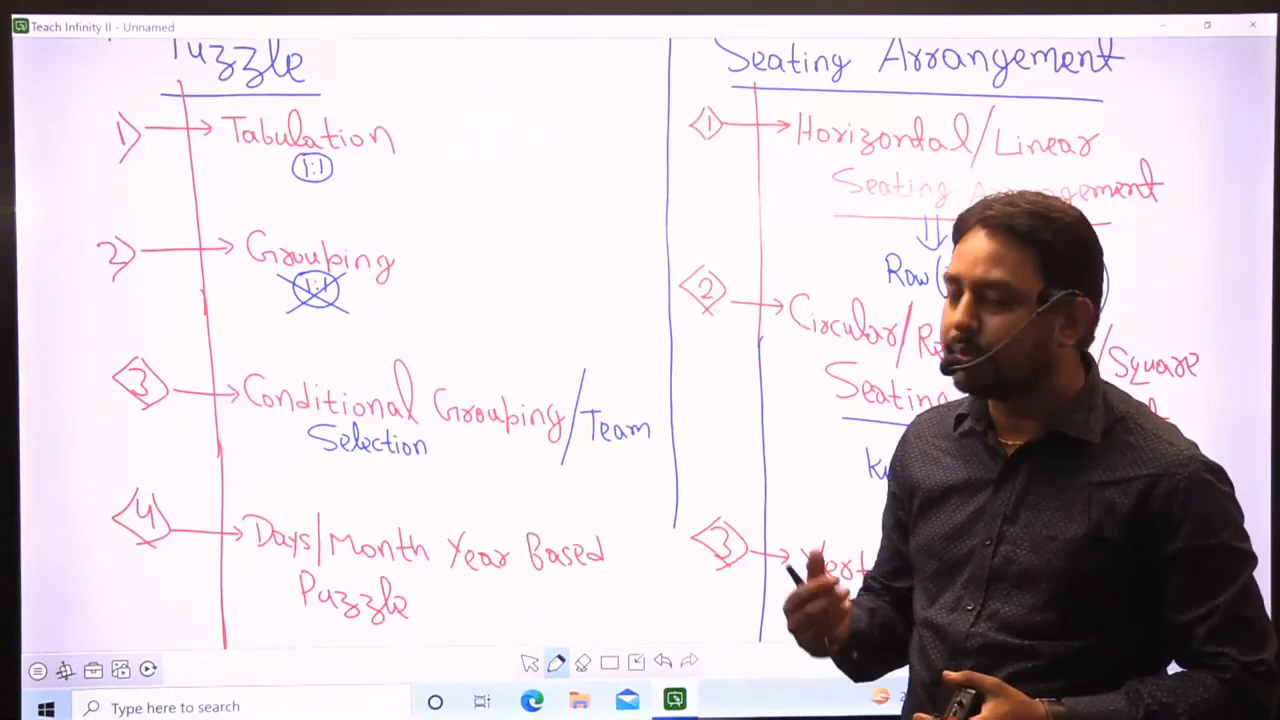 Teach Infinity II - Unnamed
Puzzle
1 Tabulation
1:1
2 Grouping
1:1
3 Conditional Grouping/Team
Selection
4 Days/Month Year Based
Puzzle
Seating Arrangement
1 Horizontal/Linear
Seating Arrangement
Row
2 Circular/ /Square
Seating
3
Type here to search